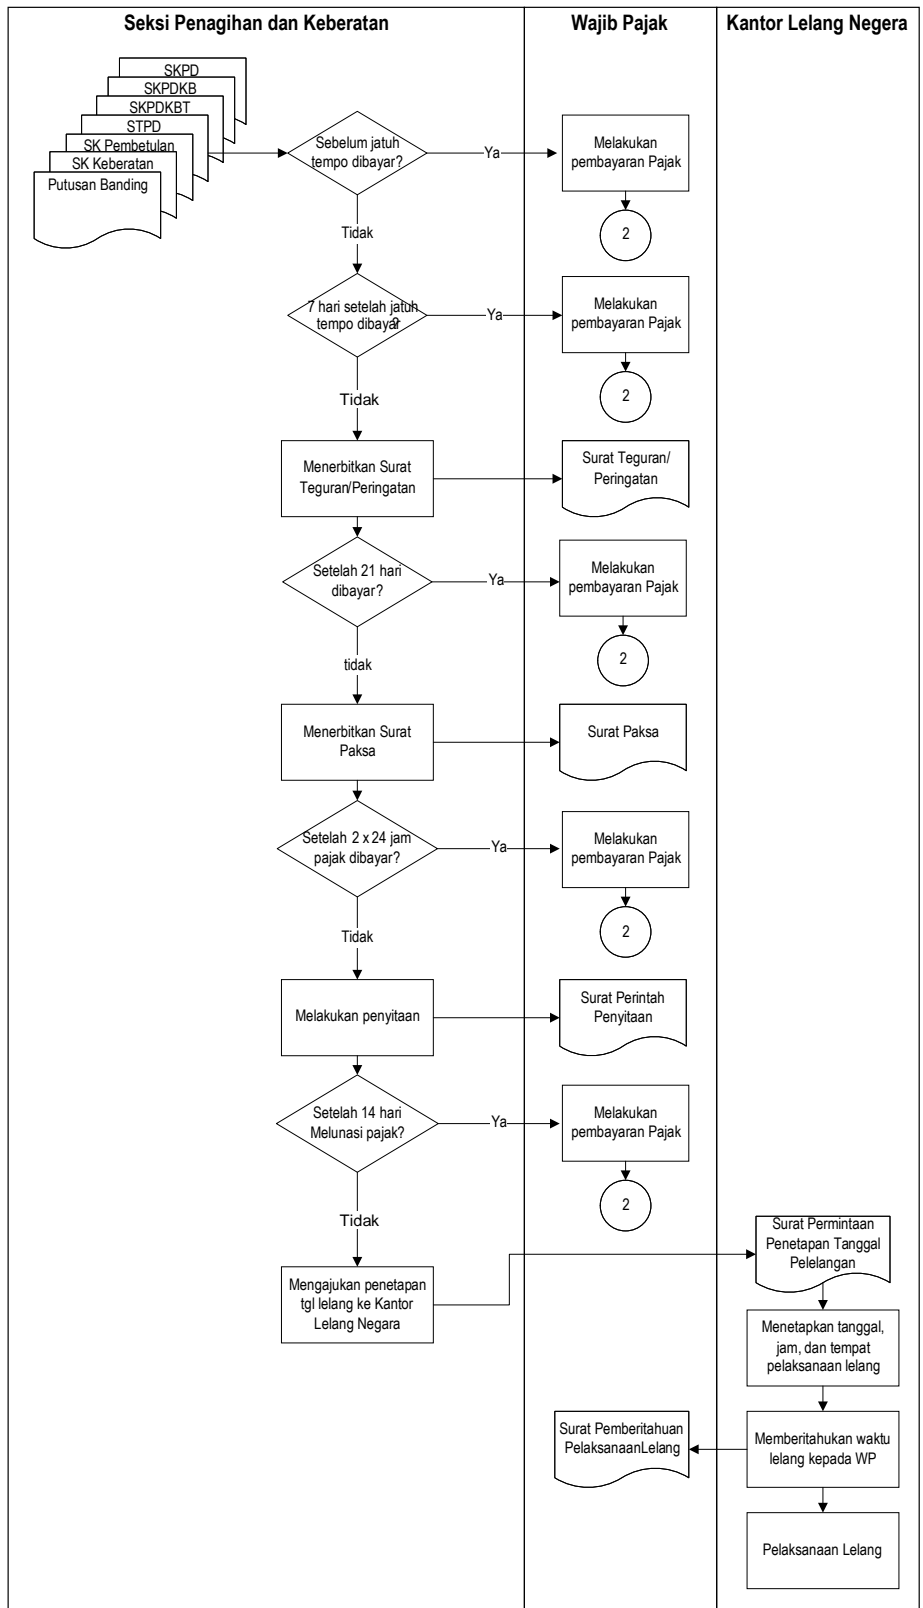 Seksi Penagihan dan Keberatan
Wajib Pajak
Kantor Lelang Negera
SKPD
SKPDKB
SKPDKBT
STPD
SK Pembetulan
SK Keberatan
Putusan Banding
Sebelum jatuh
tempo dibayar?
Ya
Melakukan
pembayaran Pajak
2
Tidak
7 hari setelah jatuh
tempo dibayar?
Ya
Melakukan
pembayaran Pajak
2
Tidak
Menerbitkan Surat
Teguran/Peringatan
Surat Teguran/
Peringatan
Setelah 21 hari
dibayar?
Ya
Melakukan
pembayaran Pajak
2
tidak
Menerbitkan Surat
Paksa
Surat Paksa
Setelah 2 x 24 jam
pajak dibayar?
Ya
Melakukan
pembayaran Pajak
2
Tidak
Melakukan penyitaan
Surat Perintah
Penyitaan
Setelah 14 hari
Melunasi pajak?
Ya
Melakukan
pembayaran Pajak
2
Tidak
Mengajukan penetapan
tgl lelang ke Kantor
Lelang Negara
Surat Permintaan
Penetapan Tanggal
Pelelangan
Menetapkan tanggal,
jam, dan tempat
pelaksanaan lelang
Surat Pemberitahuan
PelaksanaanLelang
Memberitahukan waktu
lelang kepada WP
Pelaksanaan Lelang